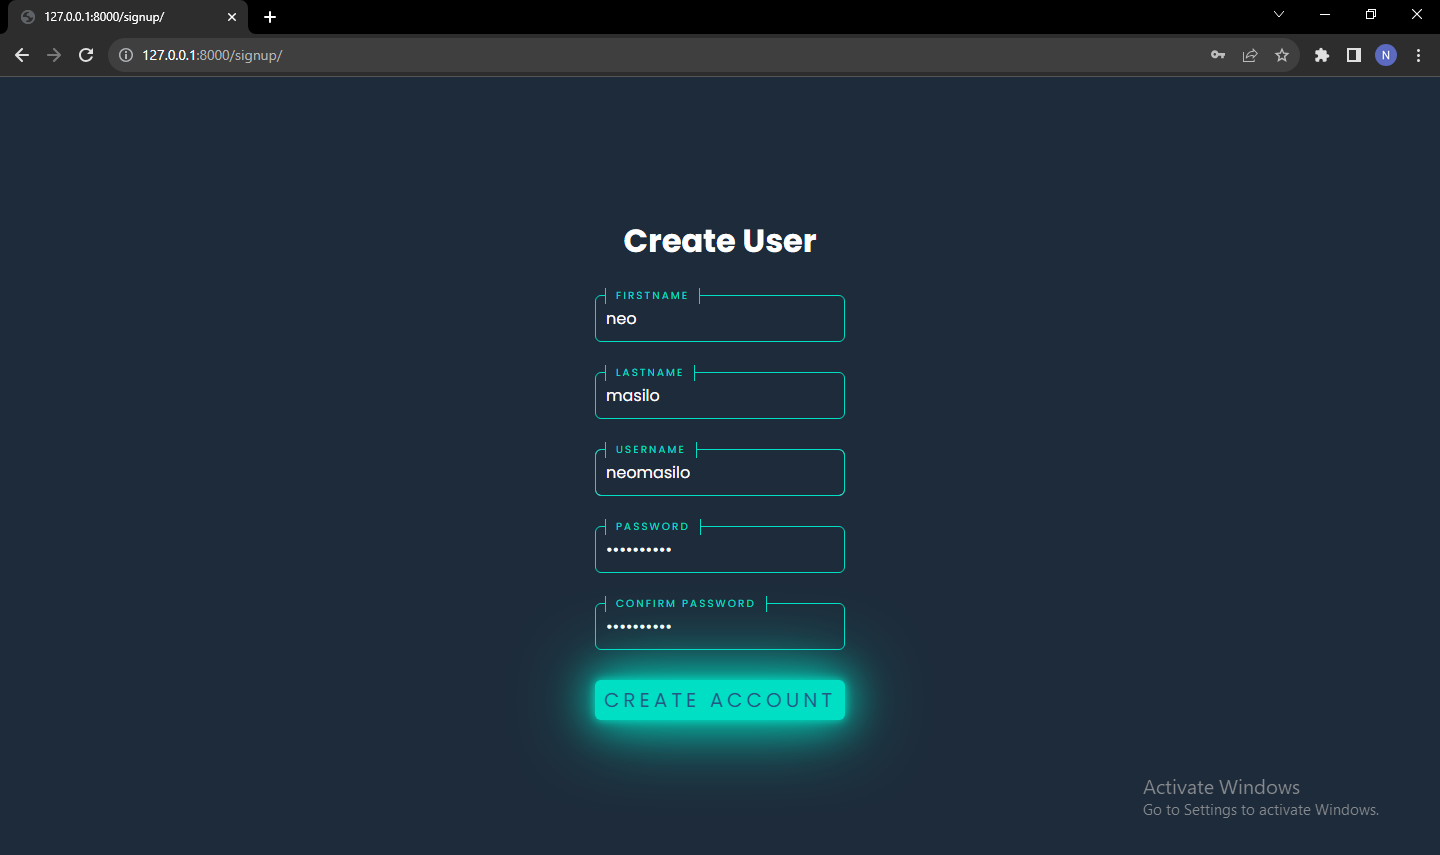 127.0.0.1:8000/signup/
127.0.0.1:8000/signup/
N
Create User
FIRSTNAME
neo
LASTNAME
masilo
USERNAME
neomasilo
PASSWORD
••••••••••
CONFIRM PASSWORD
••••••••••
CREATE ACCOUNT
Activate Windows
Go to Settings to activate Windows.